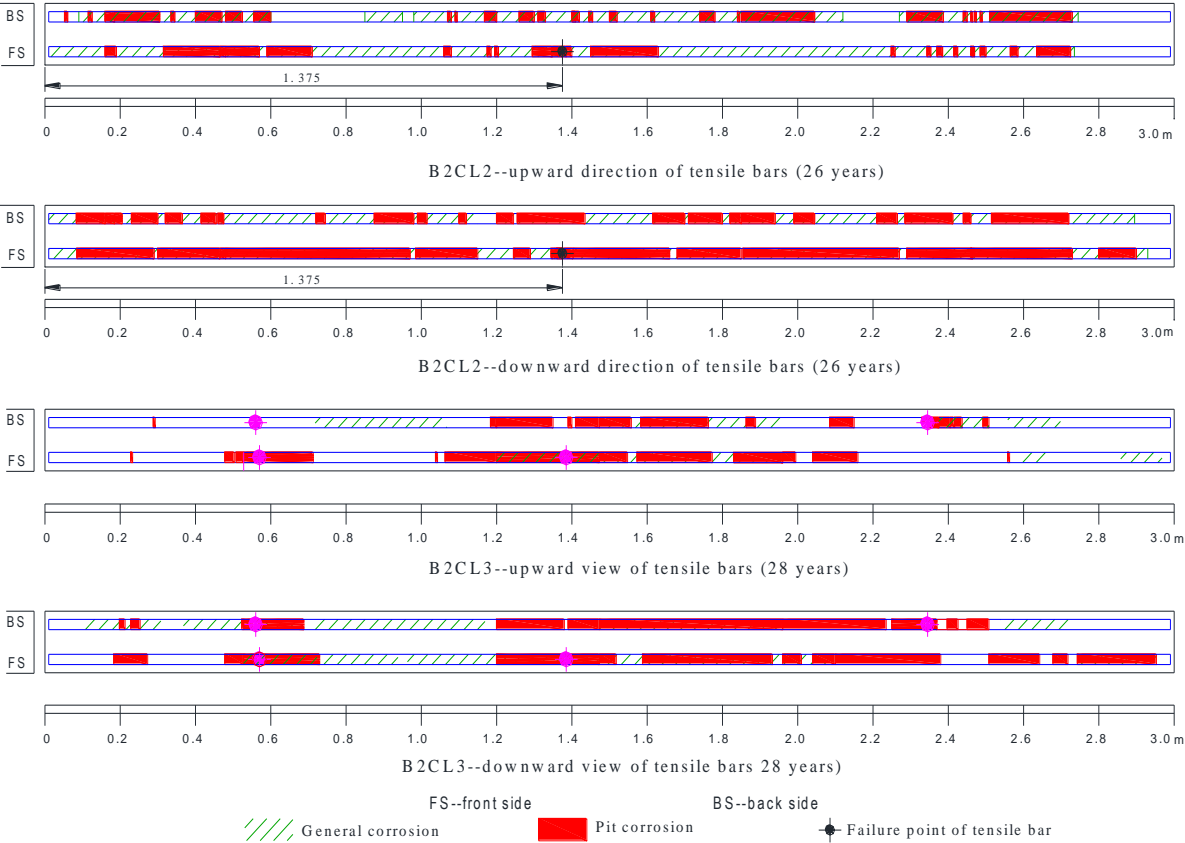 BS
FS
1.375
0 0.2 0.4 0.6 0.8 1.0 1.2 1.4 1.6 1.8 2.0 2.2 2.4 2.6 2.8 3.0 m
B2CL2--upward direction of tensile bars (26 years)
BS
FS
1.375
0 0.2 0.4 0.6 0.8 1.0 1.2 1.4 1.6 1.8 2.0 2.2 2.4 2.6 2.8 3.0 m
B2CL2--downward direction of tensile bars (26 years)
BS
FS
0 0.2 0.4 0.6 0.8 1.0 1.2 1.4 1.6 1.8 2.0 2.2 2.4 2.6 2.8 3.0 m
B2CL3--upward view of tensile bars (28 years)
BS
FS
0 0.2 0.4 0.6 0.8 1.0 1.2 1.4 1.6 1.8 2.0 2.2 2.4 2.6 2.8 3.0 m
B2CL3--downward view of tensile bars 28 years)
FS--front side BS--back side
General corrosion Pit corrosion Failure point of tensile bar